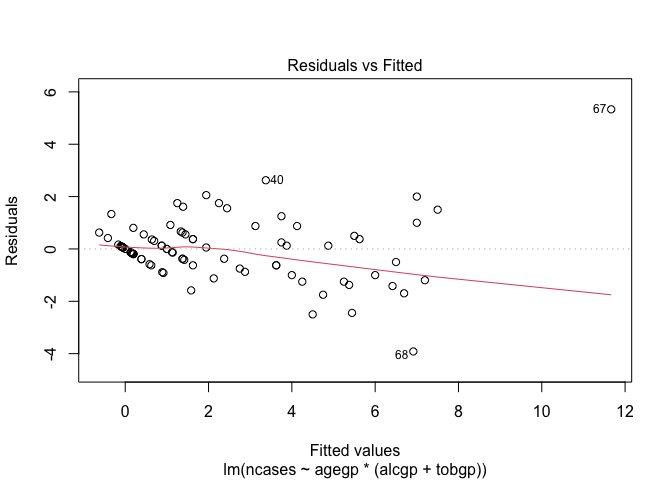 Residuals vs Fitted
Residuals
6
4
2
0
-2
-4
67
40
68
0 2 4 6 8 10 12
Fitted values
lm(ncases ~ agegp * (alcgp + tobgp))